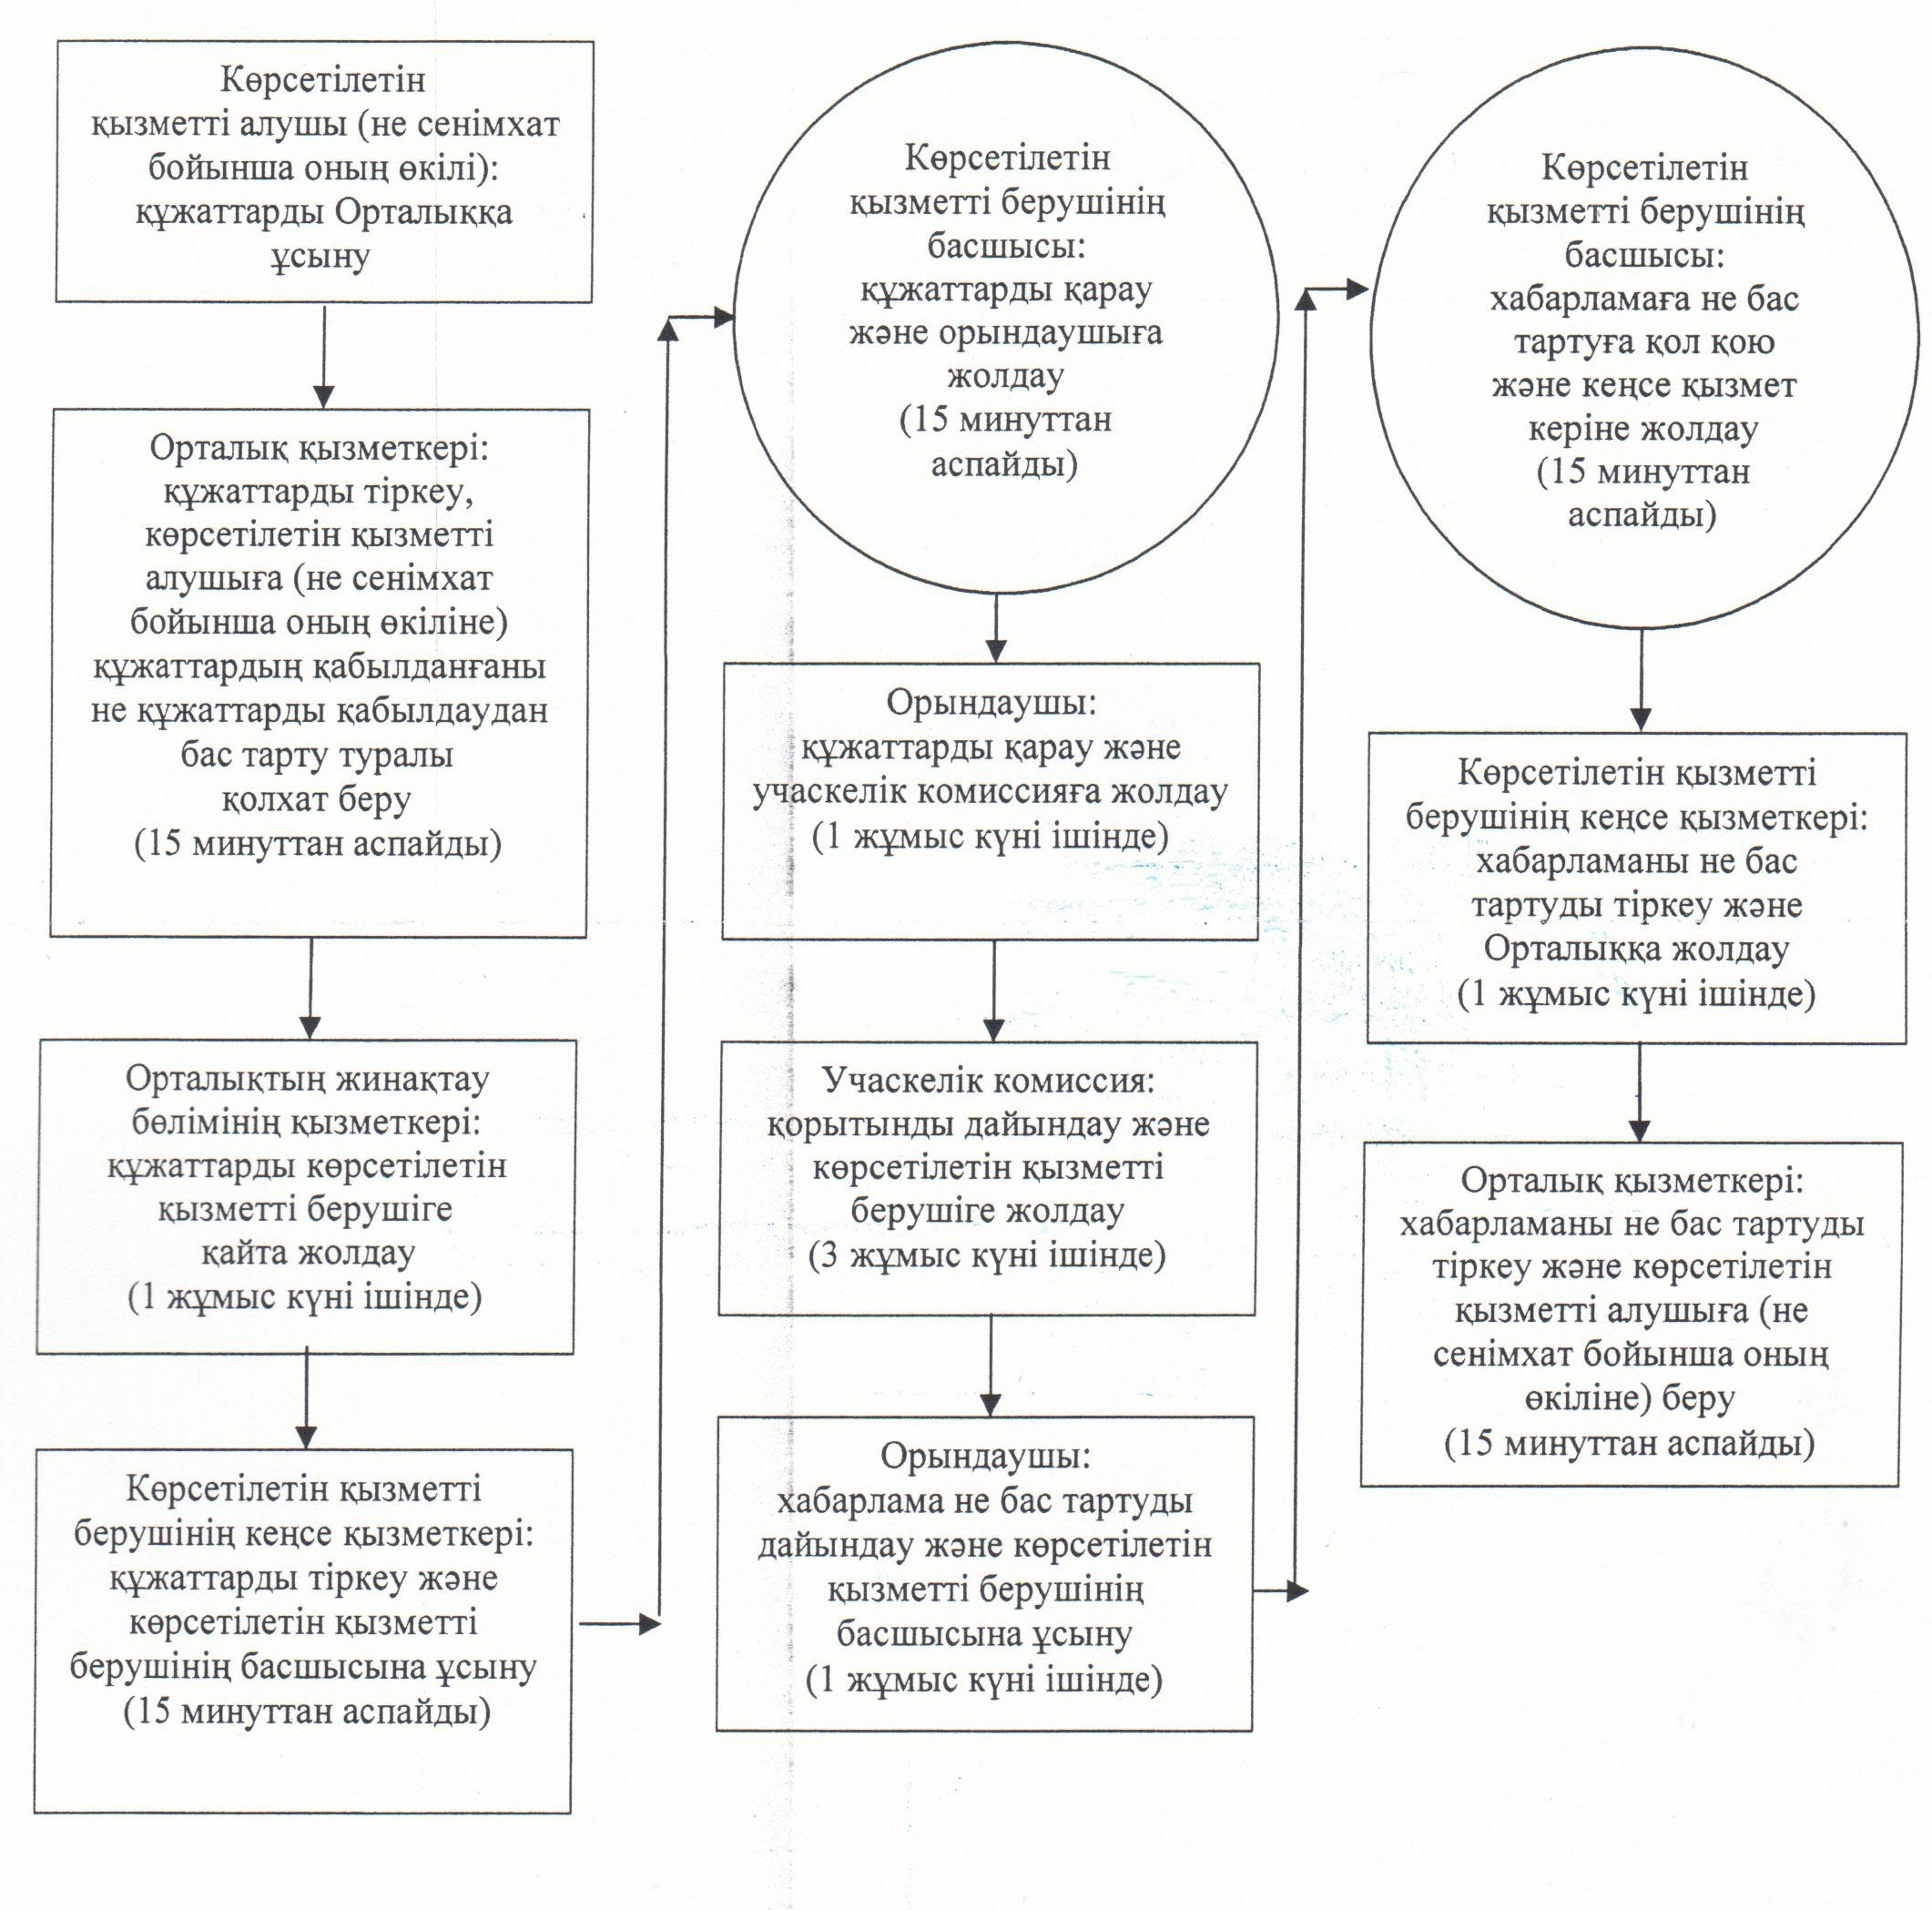 Көрсетілетін
қызметті алушы (не сенімхат
бойынша оның өкілі):
құжаттарды Орталыққа
ұсыну
Орталық қызметкері:
құжаттарды тіркеу,
көрсетілетін қызметті
алушыға (не сенімхат
бойынша оның өкіліне)
құжаттардың қабылданғаны
не құжаттарды қабылдаудан
бас тарту туралы
қолхат беру
(15 минуттан аспайды)
Орталықтың жинақтау
бөлімінің қызметкері:
құжаттарды көрсетілетін
қызметті берушіге
қайта жолдау
(1 жұмыс күні ішінде)
Көрсетілетін қызметті
берушінің кеңсе қызметкері:
құжаттарды тіркеу және
көрсетілетін қызметті
берушінің басшысына ұсыну
(15 минуттан аспайды)
Көрсетілетін
қызметті берушінің
басшысы:
құжаттарды қарау
және орындаушыға
жолдау
(15 минуттан
аспайды)
Орындаушы:
құжаттарды қарау және
учаскелік комиссияға жолдау
(1 жұмыс күні ішінде)
Учаскелік комиссия:
қорытынды дайындау және
көрсетілетін қызметті
берушіге жолдау
(3 жұмыс күні ішінде)
Орындаушы:
хабарлама не бас тартуды
дайындау және көрсетілетін
қызметті берушінің
басшысына ұсыну
(1 жұмыс күні ішінде)
Көрсетілетін
қызметті берушінің
басшысы:
хабарламаға не бас
тартуға қол қою
және кеңсе қызмет
керіне жолдау
(15 минуттан
аспайды)
Көрсетілетін қызметті
берушінің кеңсе қызметкері:
хабарламаны не бас
тартуды тіркеу және
Орталыққа жолдау
(1 жұмыс күні ішінде)
Орталық қызметкері:
хабарламаны не бас тартуды
тіркеу және көрсетілетін
қызметті алушыға (не
сенімхат бойынша оның
өкіліне) беру
(15 минуттан аспайды)